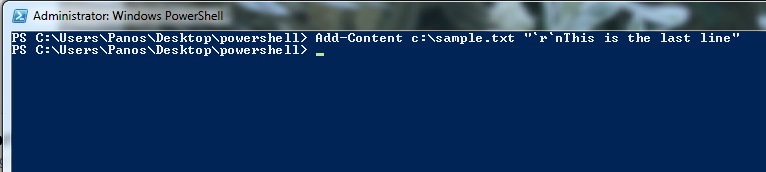 Administrator: Windows PowerShell
PS C:\Users\Panos\Desktop\powershell> Add-Content c:\sample.txt "`r`nThis is the last line"
PS C:\Users\Panos\Desktop\powershell>